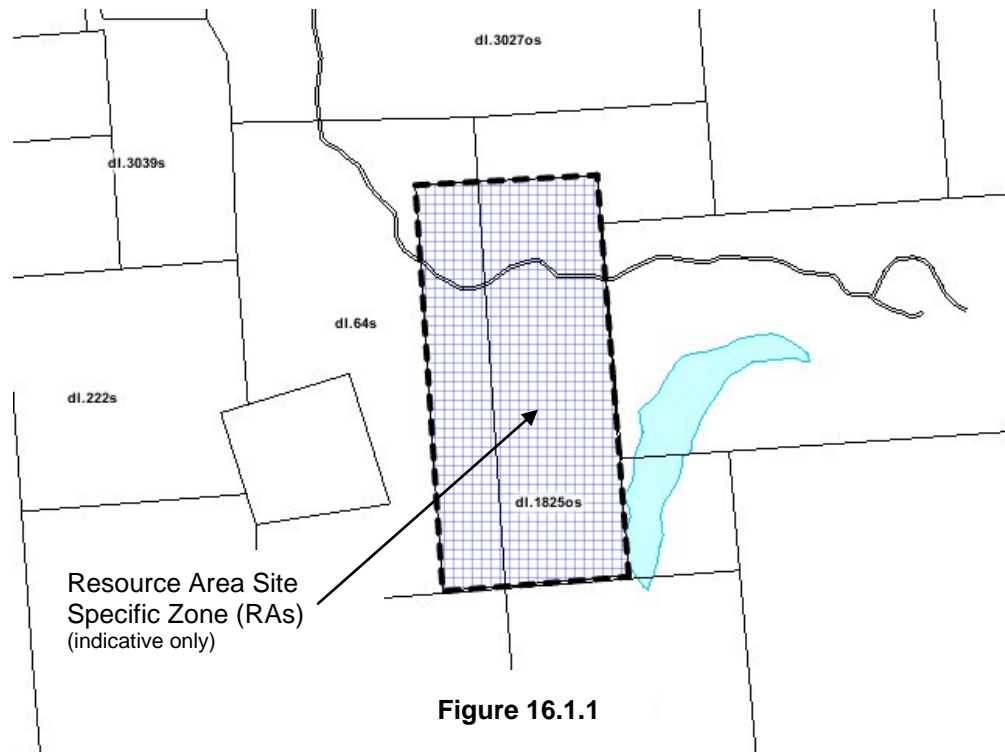 dl.3027os
dl.3039s
dl.64s
dl.222s
dl.1825os
Resource Area Site
Specific Zone (RAs)
(indicative only)
Figure 16.1.1